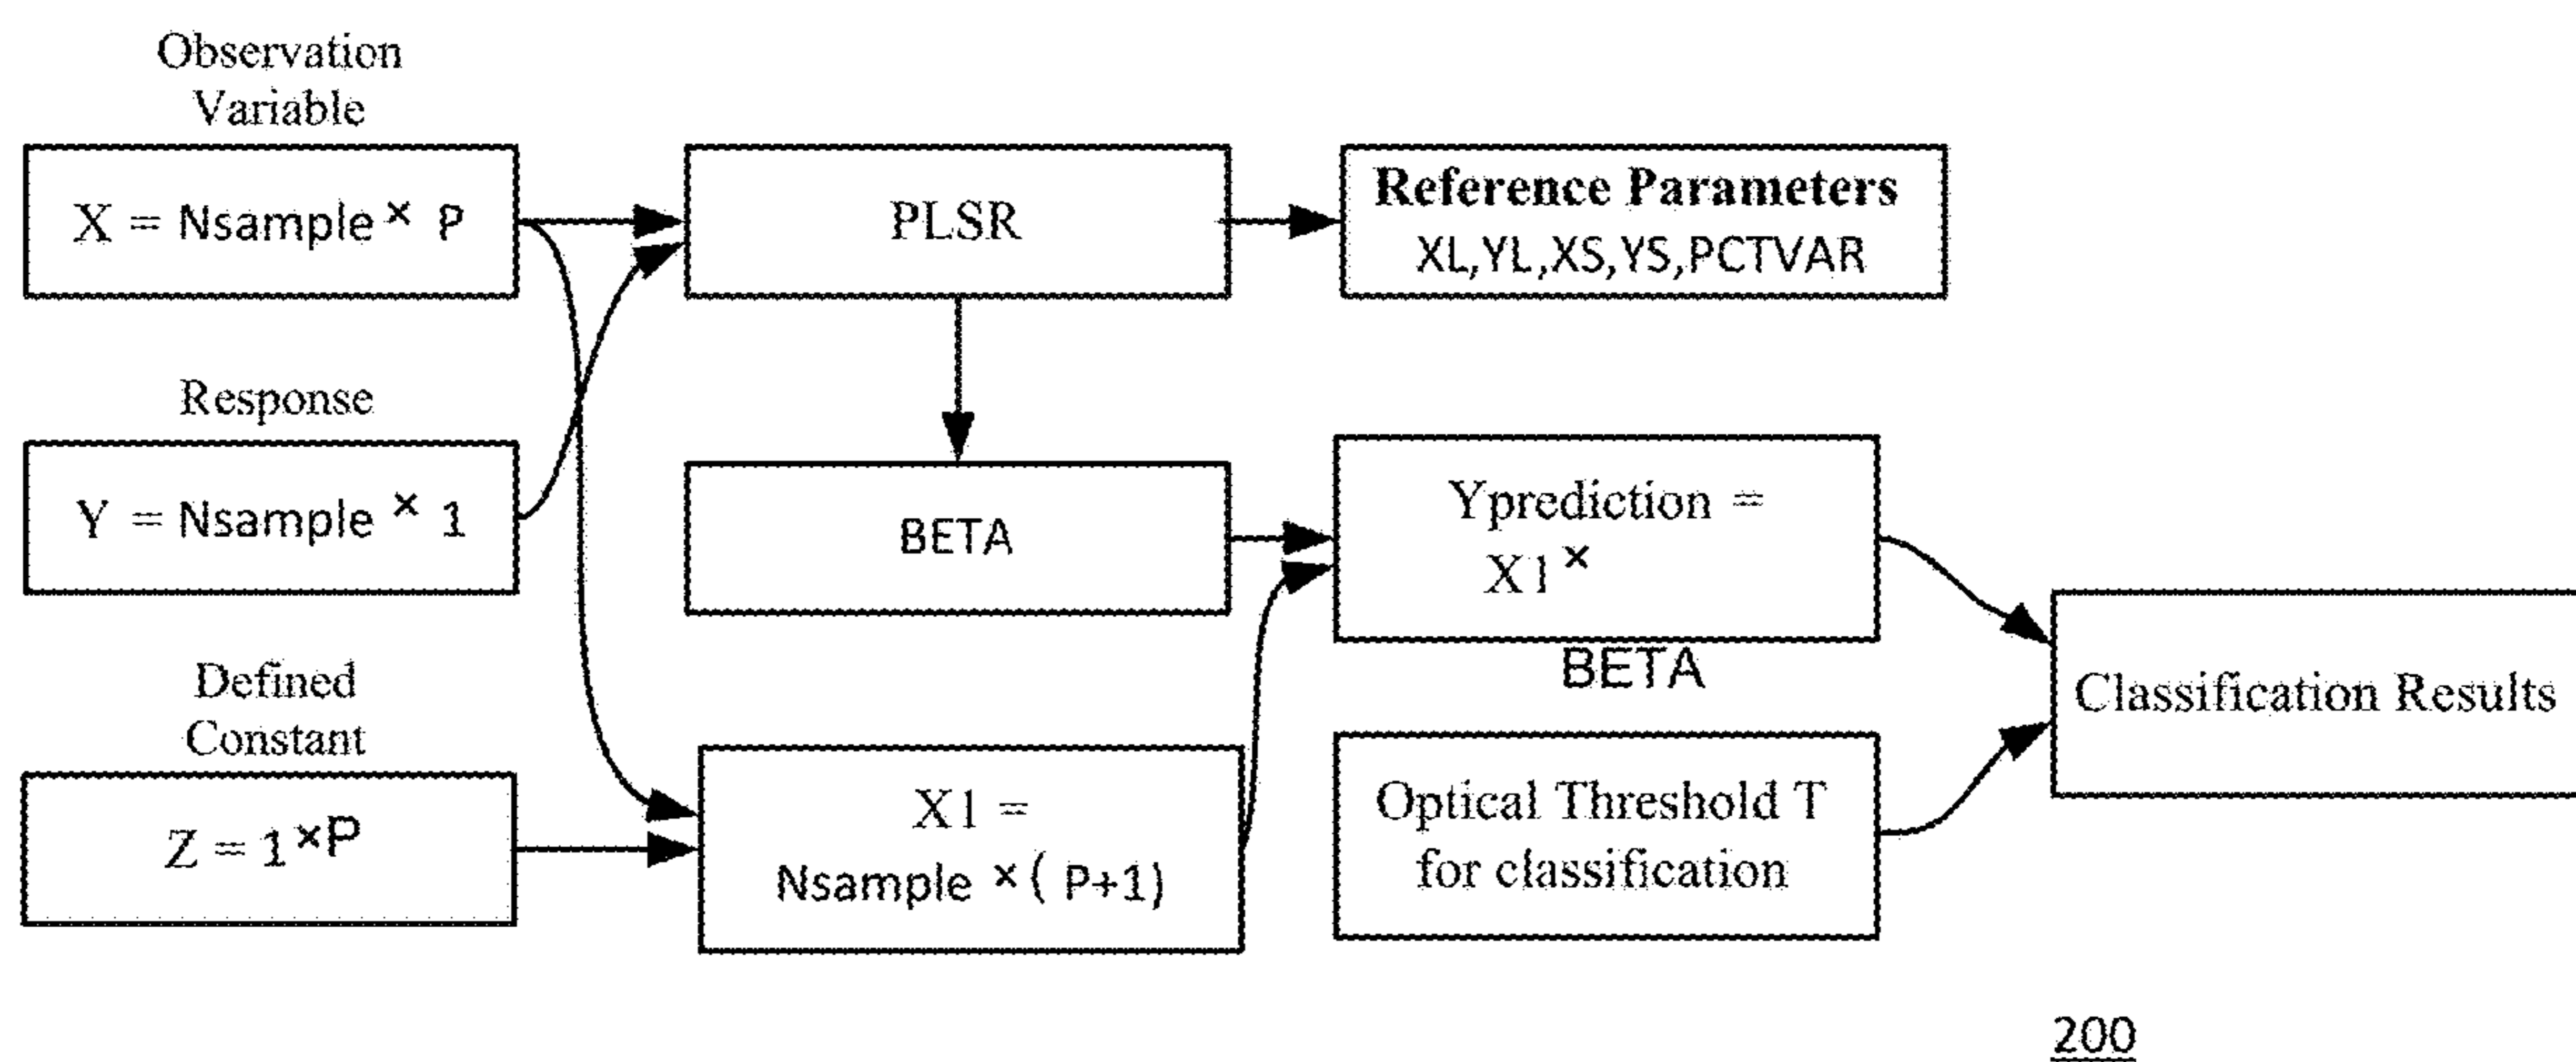 Observation
Variable
X = Nsample × P
PLSR
Reference Parameters
XL,YL,XS,YS,PCTVAR
Response
Y = Nsample × 1
BETA
Yprediction =
X1 ×
BETA
Defined
Constant
Z = 1 × P
X1 =
Nsample × ( P+1)
Optical Threshold T
for classification
Classification Results
200